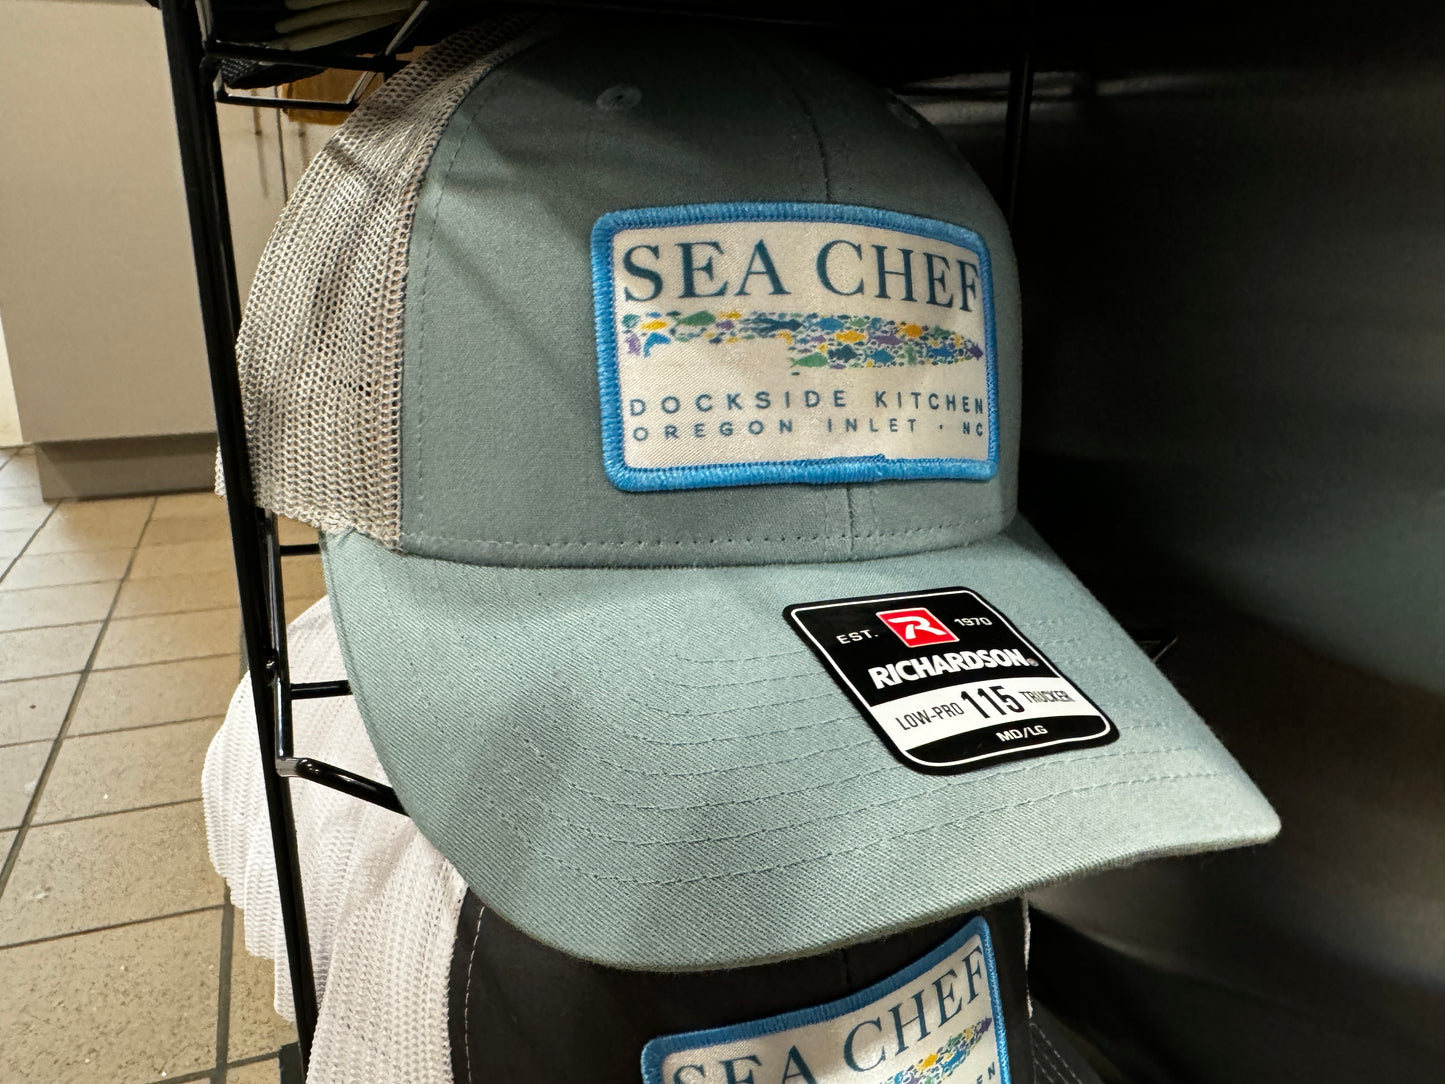 SEA CHEF
DOCKSIDE KITCHEN
OREGON INLET · NC
EST. R 1970
RICHARDSON®
LOW-PRO 115 TRUCKER
MD/LG
SEA CHEF